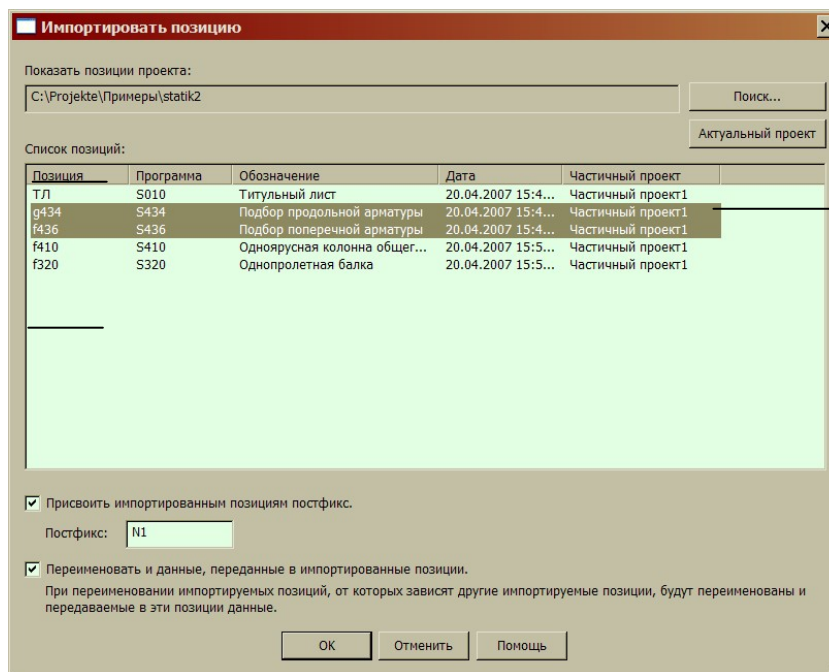 Импортировать позицию
Показать позиции проекта:
C:\Projekte\Примеры\statik2
Поиск...
Актуальный проект
Список позиций:
Позиция Программа Обозначение Дата Частичный проект
ТЛ S010 Титульный лист 20.04.2007 15:4... Частичный проект1
g434 S434 Подбор продольной арматуры 20.04.2007 15:4... Частичный проект1
f436 S436 Подбор поперечной арматуры 20.04.2007 15:4... Частичный проект1
f410 S410 Одноярусная колонна общег... 20.04.2007 15:5... Частичный проект1
f320 S320 Однопролетная балка 20.04.2007 15:5... Частичный проект1
Присвоить импортированным позициям постфикс.
Постфикс: N1
Переименовать и данные, переданные в импортированные позиции.
При переименовании импортируемых позиций, от которых зависят другие импортируемые позиции, будут переименованы и
передаваемые в эти позиции данные.
ОК Отменить Помощь